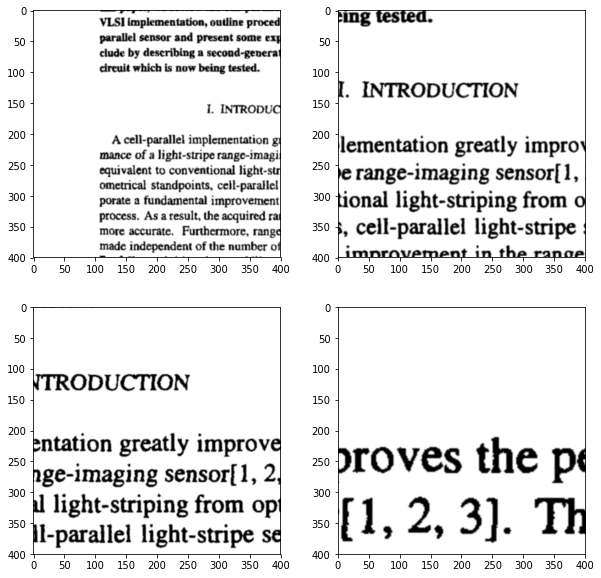 0
50
100
150
200
250
300
350
400
VLSI implementation, outline proced
parallel sensor and present some exp
clude by describing a second-generat
circuit which is now being tested.
I. INTRODUC
A cell-parallel implementation gr
mance of a light-stripe range-imagi
equivalent to conventional light-str
ometrical standpoints, cell-parallel
porate a fundamental improvement
process. As a result, the acquired ra
more accurate. Furthermore, range
made independent of the number of
0 50 100 150 200 250 300 350 400
0
50
100
150
200
250
300
350
400
eing tested.
I. INTRODUCTION
lementation greatly improv
e range-imaging sensor[1,
tional light-striping from o
s, cell-parallel light-stripe s
improvement in the range
0 50 100 150 200 250 300 350 400
0
50
100
150
200
250
300
350
400
NTRODUCTION
entation greatly improve
nge-imaging sensor[1, 2,
al light-striping from opt
ll-parallel light-stripe se
0 50 100 150 200 250 300 350 400
0
50
100
150
200
250
300
350
400
proves the pe
[1, 2, 3]. Th
0 50 100 150 200 250 300 350 400